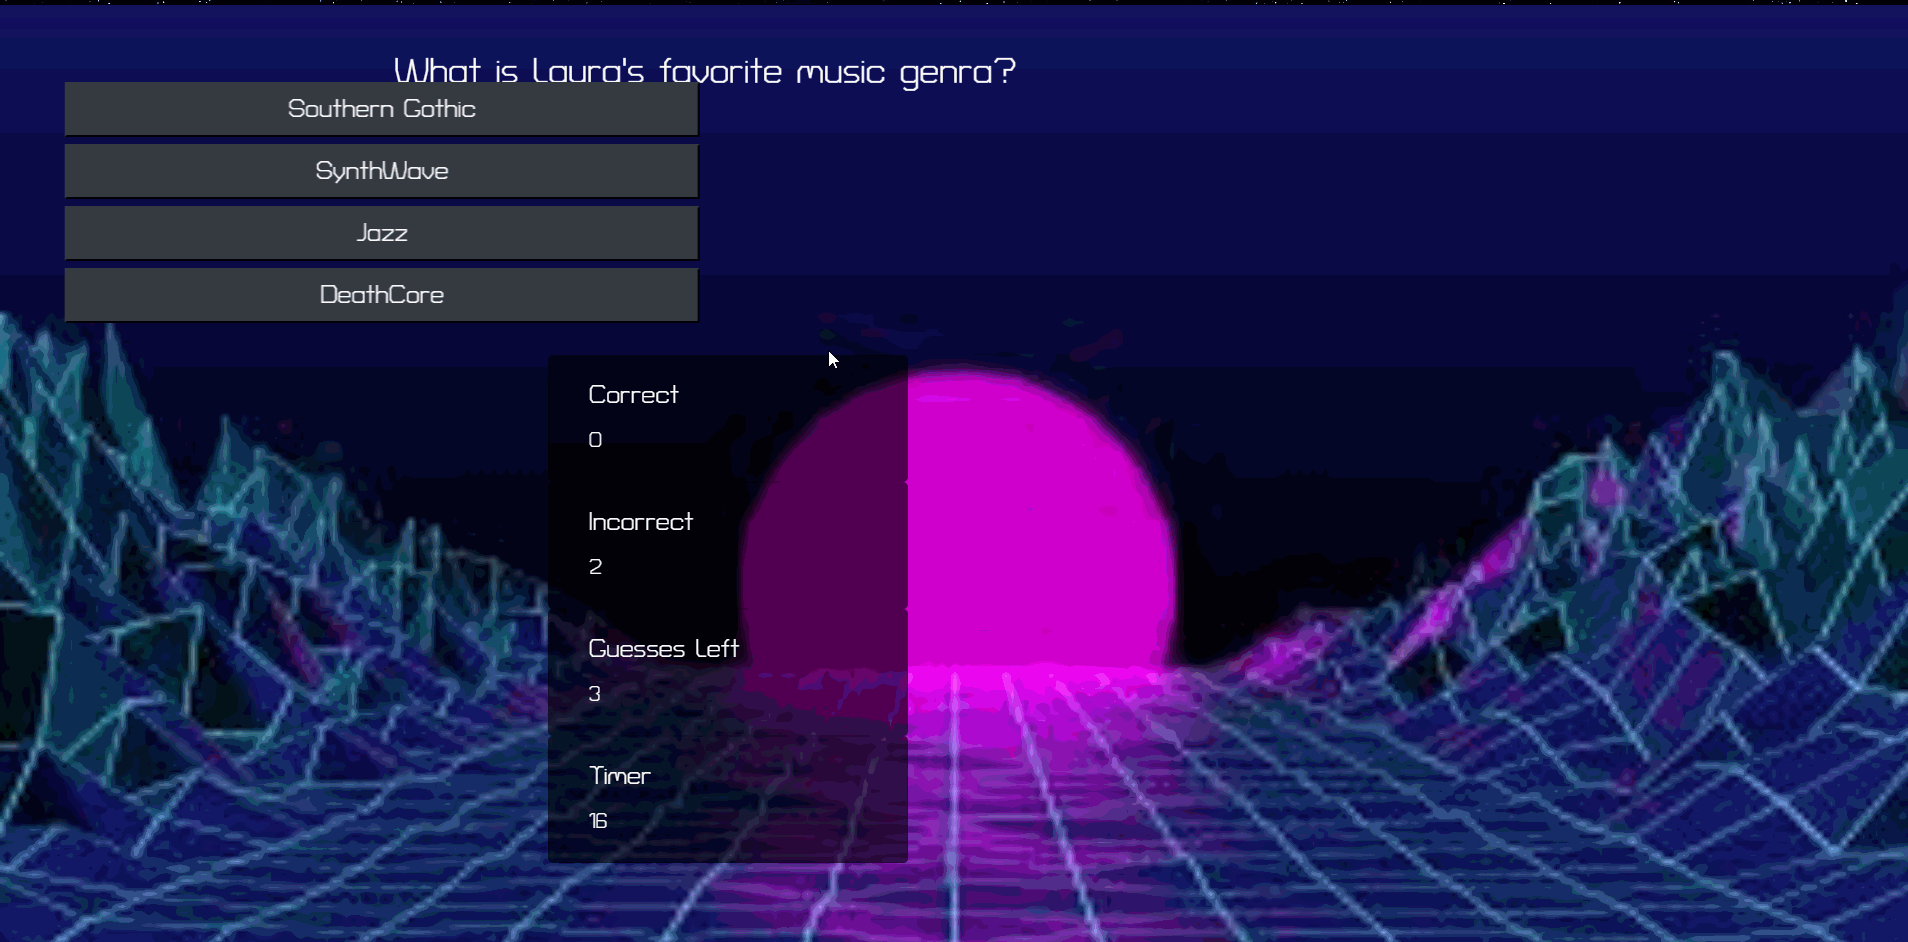 What is Laura's favorite music genra?
Southern Gothic
SynthWave
Jazz
DeathCore
Correct
0
Incorrect
2
Guesses Left
3
Timer
16